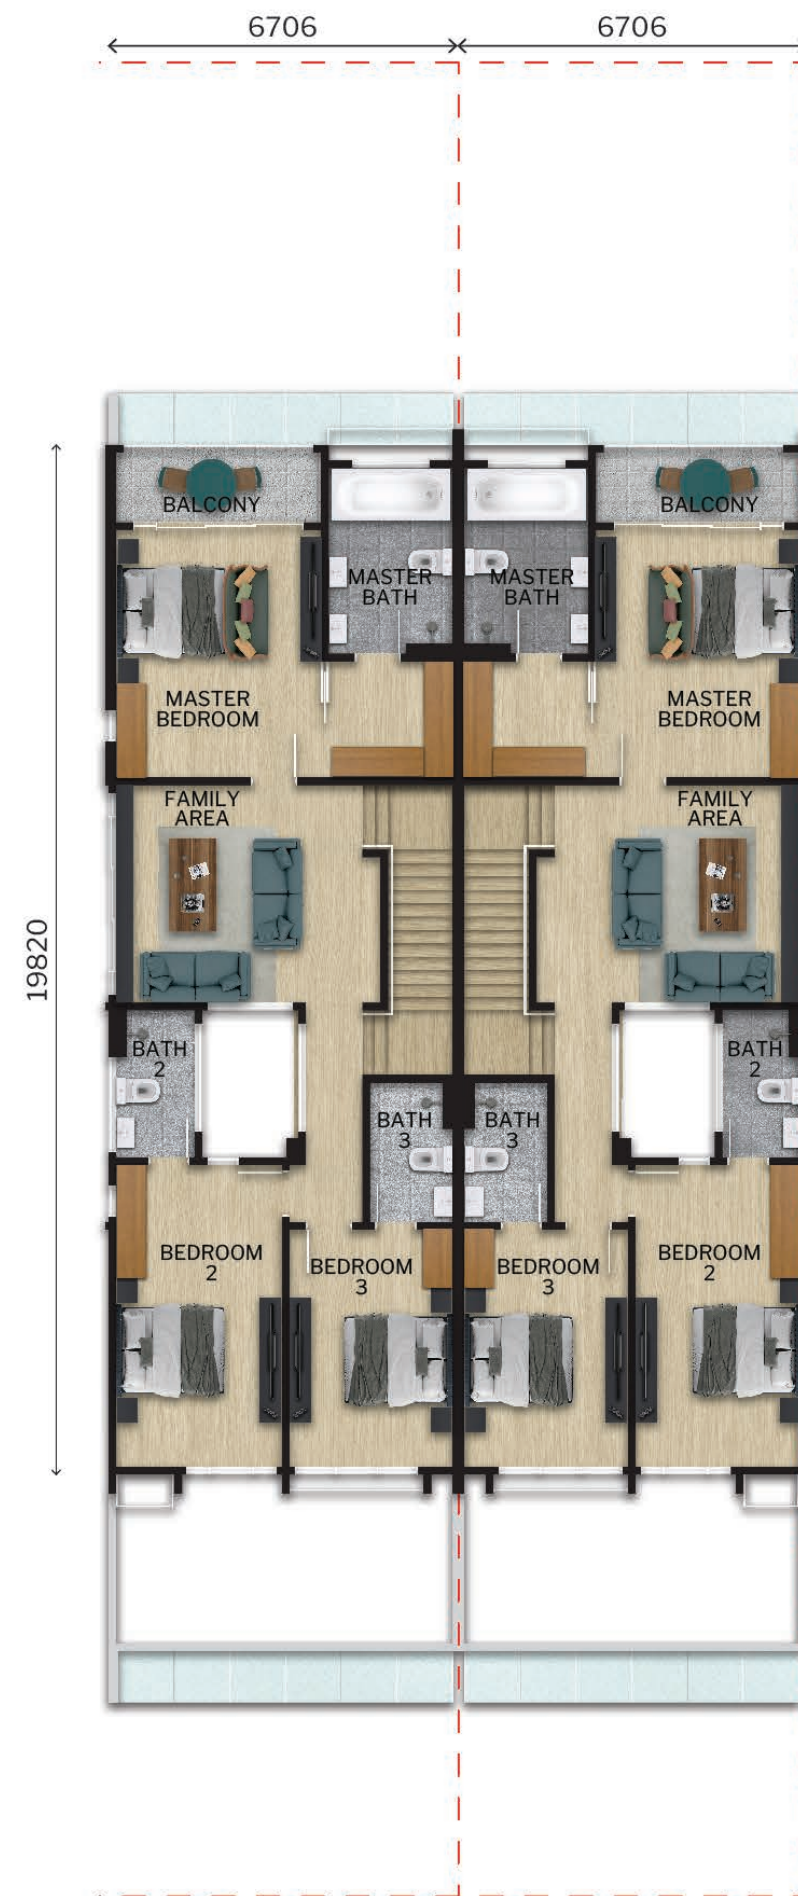 6706
6706
BALCONY
BALCONY
MASTER
BATH
MASTER
BATH
MASTER
BEDROOM
MASTER
BEDROOM
FAMILY
AREA
FAMILY
AREA
19820
BATH
2
BATH
2
BATH
3
BATH
3
BEDROOM
2
BEDROOM
3
BEDROOM
3
BEDROOM
2